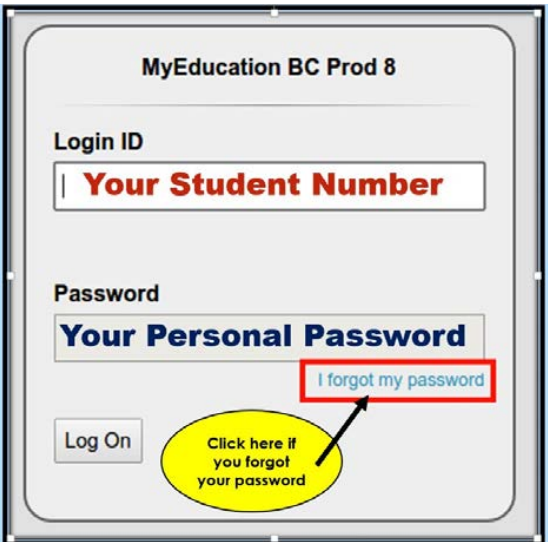 MyEducation BC Prod 8
Login ID
Your Student Number
Password
Your Personal Password
I forgot my password
Log On
Click here if
you forgot
your password